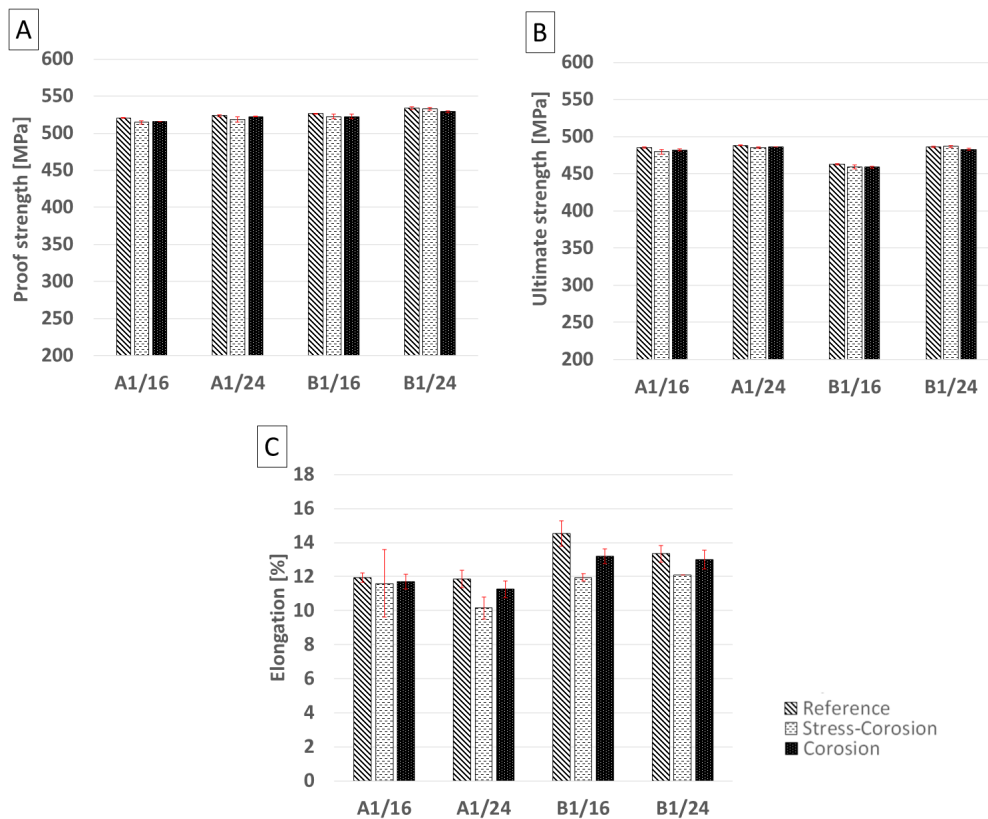 A
Proof strength [MPa]
600
550
500
450
400
350
300
250
200
A1/16 A1/24 B1/16 B1/24
B
Ultimate strength [MPa]
600
550
500
450
400
350
300
250
200
A1/16 A1/24 B1/16 B1/24
C
Elongation [%]
18
16
14
12
10
8
6
4
2
0
A1/16 A1/24 B1/16 B1/24
Reference
Stress-Corosion
Corosion